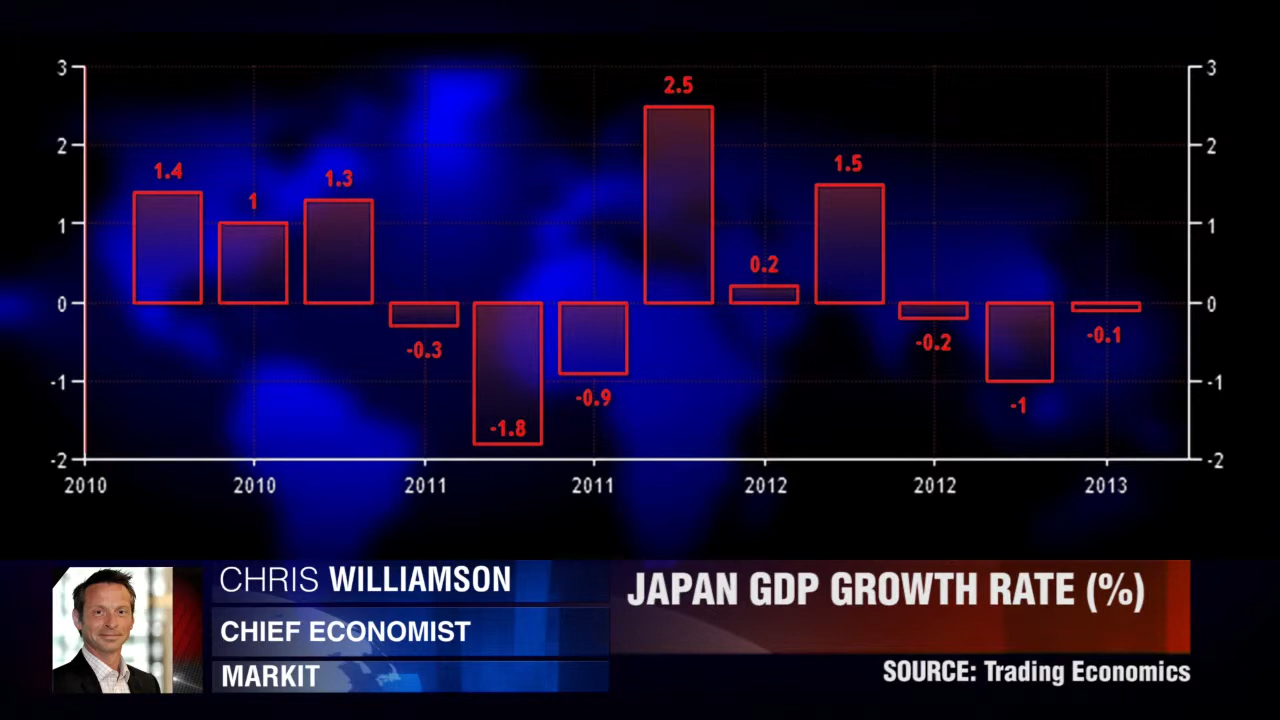 3 3
2.5
2 2
1.4 1.3 1.5
1
1 1
0.2
0 0
-0.3 -0.2 -0.1
-0.9 -1
-1 -1
-1.8
-2 -2
2010 2010 2011 2011 2012 2012 2013
CHRIS WILLIAMSON
CHIEF ECONOMIST
MARKIT
JAPAN GDP GROWTH RATE (%)
SOURCE: Trading Economics